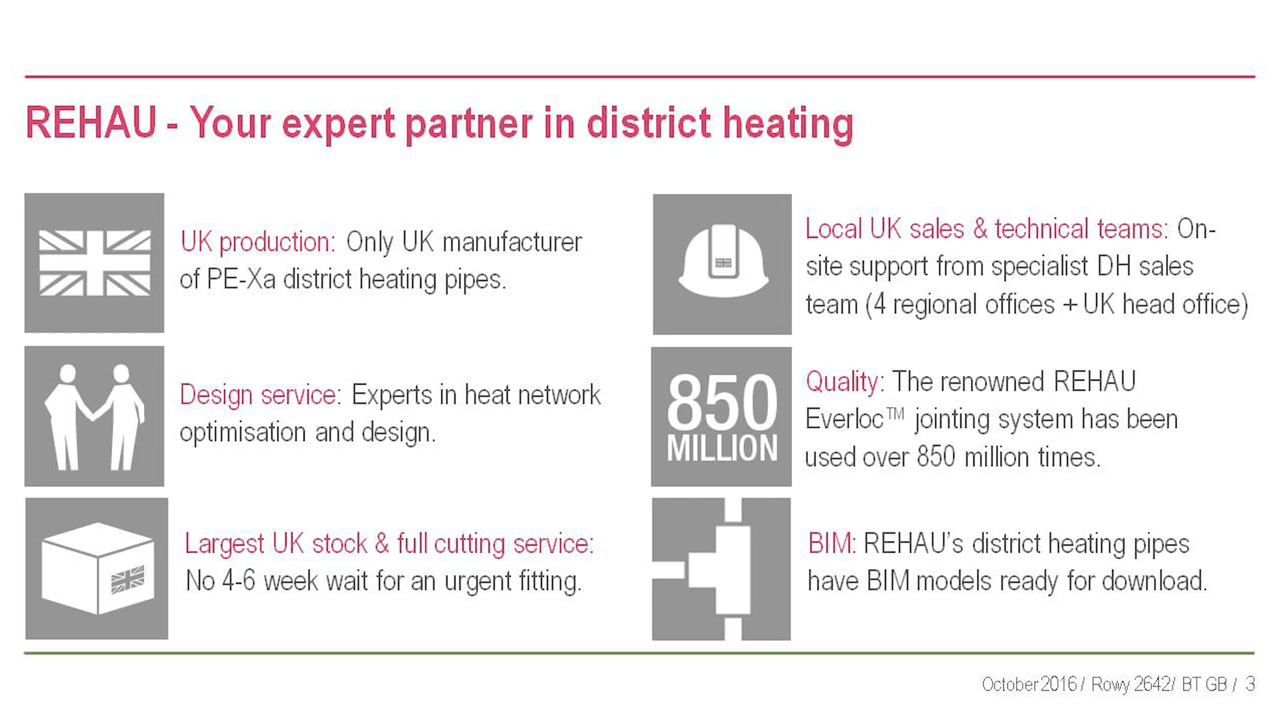 REHAU - Your expert partner in district heating
UK production: Only UK manufacturer
of PE-Xa district heating pipes.
Design service: Experts in heat network
optimisation and design.
Largest UK stock & full cutting service:
No 4-6 week wait for an urgent fitting.
Local UK sales & technical teams: On-
site support from specialist DH sales
team (4 regional offices + UK head office)
850
MILLION
Quality: The renowned REHAU
Everloc™ jointing system has been
used over 850 million times.
BIM: REHAU's district heating pipes
have BIM models ready for download.
October 2016 / Rowy 2642/ BT GB / 3